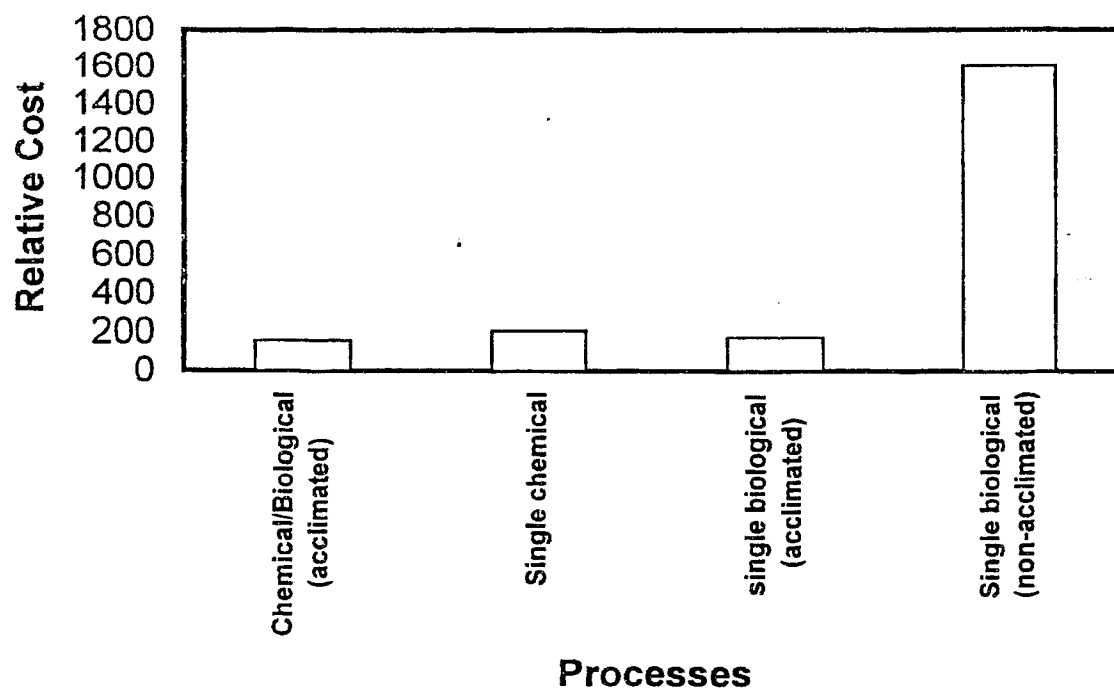 Relative Cost
1800
1600
1400
1200
1000
800
600
400
200
0
Chemical/Biological
(acclimated)
Single chemical
single biological
(acclimated)
Single biological
(non-acclimated)
Processes